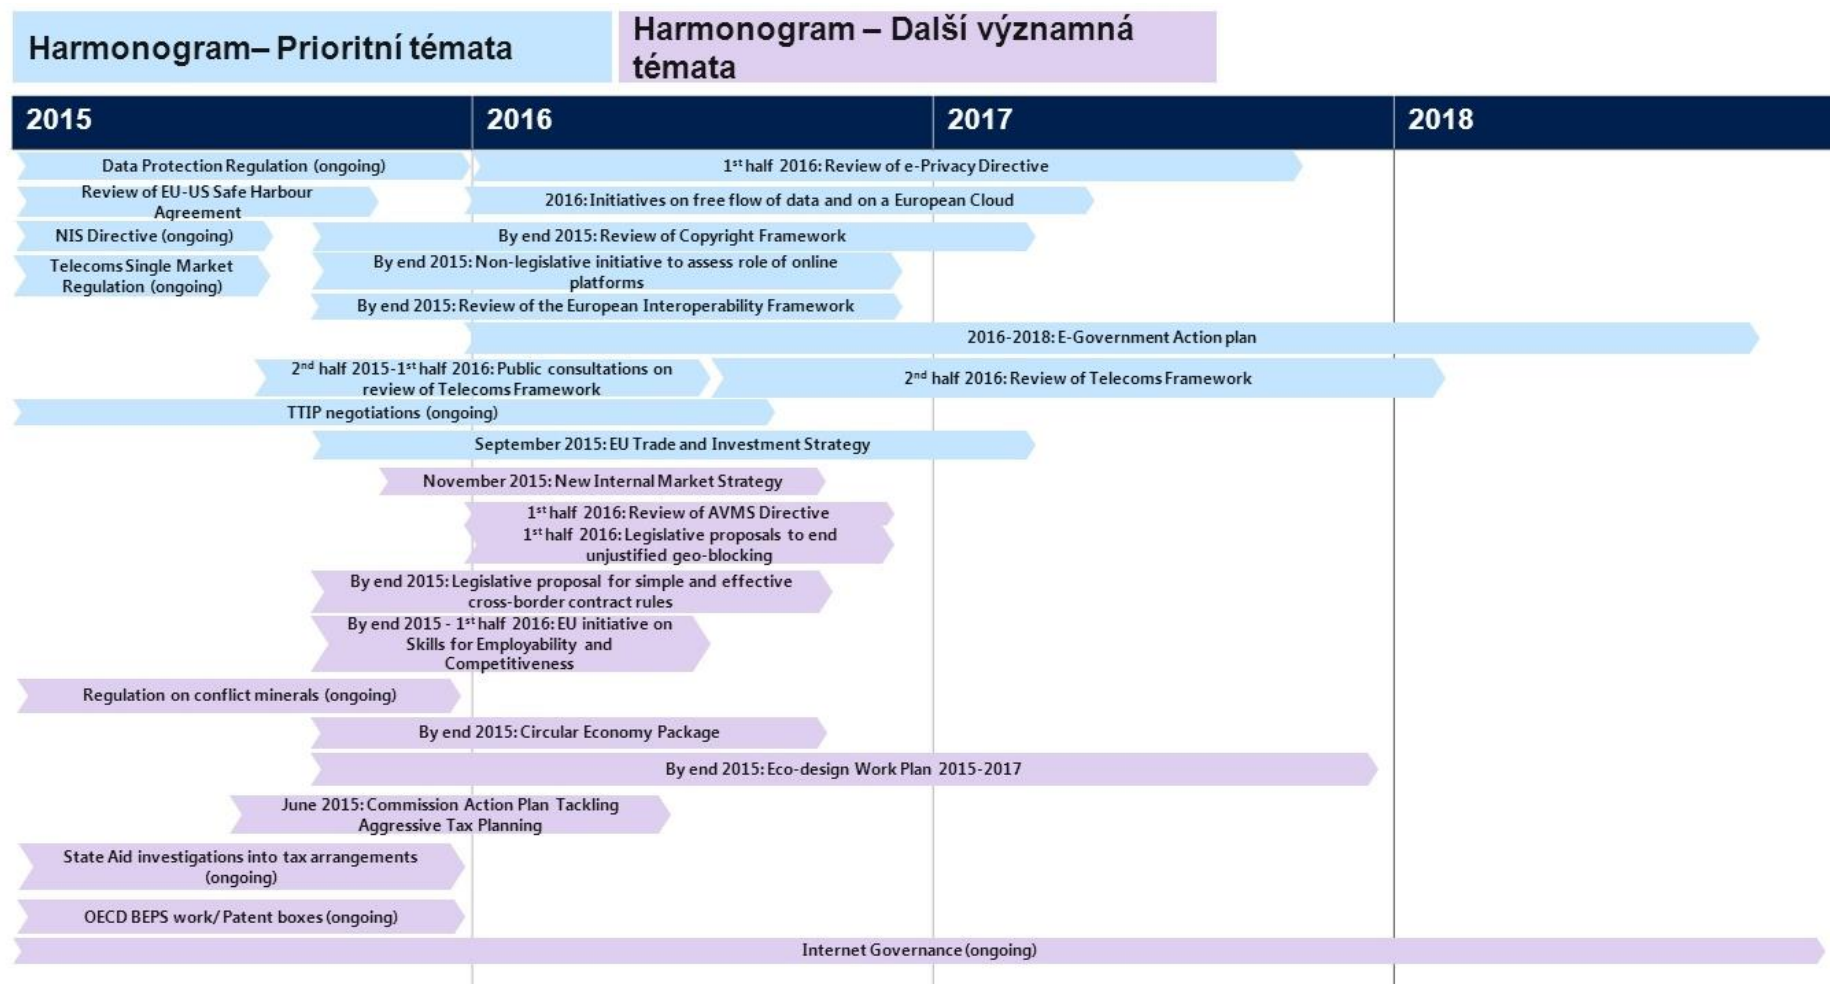 Harmonogram– Prioritní témata
Harmonogram – Další významná
témata
2015
2016
2017
2018
Data Protection Regulation (ongoing)
1st half 2016: Review of e-Privacy Directive
Review of EU-US Safe Harbour
Agreement
2016: Initiatives on free flow of data and on a European Cloud
NIS Directive (ongoing)
By end 2015: Review of Copyright Framework
Telecoms Single Market
Regulation (ongoing)
By end 2015: Non-legislative initiative to assess role of online
platforms
By end 2015: Review of the European Interoperability Framework
2016-2018: E-Government Action plan
2nd half 2015-1st half 2016: Public consultations on
review of Telecoms Framework
2nd half 2016: Review of Telecoms Framework
TTIP negotiations (ongoing)
September 2015: EU Trade and Investment Strategy
November 2015: New Internal Market Strategy
1st half 2016: Review of AVMS Directive
1st half 2016: Legislative proposals to end
unjustified geo-blocking
By end 2015: Legislative proposal for simple and effective
cross-border contract rules
By end 2015 - 1st half 2016: EU initiative on
Skills for Employability and
Competitiveness
Regulation on conflict minerals (ongoing)
By end 2015: Circular Economy Package
By end 2015: Eco-design Work Plan 2015-2017
June 2015: Commission Action Plan Tackling
Aggressive Tax Planning
State Aid investigations into tax arrangements
(ongoing)
OECD BEPS work/ Patent boxes (ongoing)
Internet Governance (ongoing)